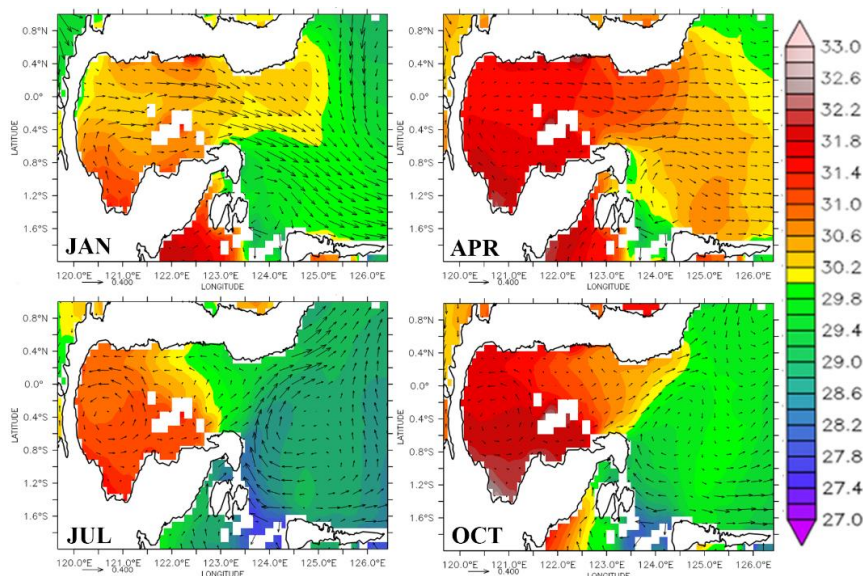 0.8°N
0.4°N
0.0°
0.4°S
0.8°S
1.2°S
1.6°S
LATITUDE
JAN
120.0°E 121.0°E 122.0°E 123.0°E 124.0°E 125.0°E 126.0°E
0.400
LONGITUDE
0.8°N
0.4°N
0.0°
0.4°S
0.8°S
1.2°S
1.6°S
LATITUDE
APR
120.0°E 121.0°E 122.0°E 123.0°E 124.0°E 125.0°E 126.0°E
0.400
LONGITUDE
0.8°N
0.4°N
0.0°
0.4°S
0.8°S
1.2°S
1.6°S
LATITUDE
JUL
120.0°E 121.0°E 122.0°E 123.0°E 124.0°E 125.0°E 126.0°E
0.400
LONGITUDE
0.8°N
0.4°N
0.0°
0.4°S
0.8°S
1.2°S
1.6°S
LATITUDE
OCT
120.0°E 121.0°E 122.0°E 123.0°E 124.0°E 125.0°E 126.0°E
0.400
LONGITUDE
33.0
32.6
32.2
31.8
31.4
31.0
30.6
30.2
29.8
29.4
29.0
28.6
28.2
27.8
27.4
27.0